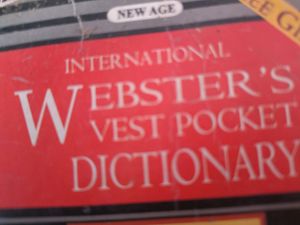 NEW AGE
INTERNATIONAL
WEBSTER'S
VEST POCKET
DICTIONARY